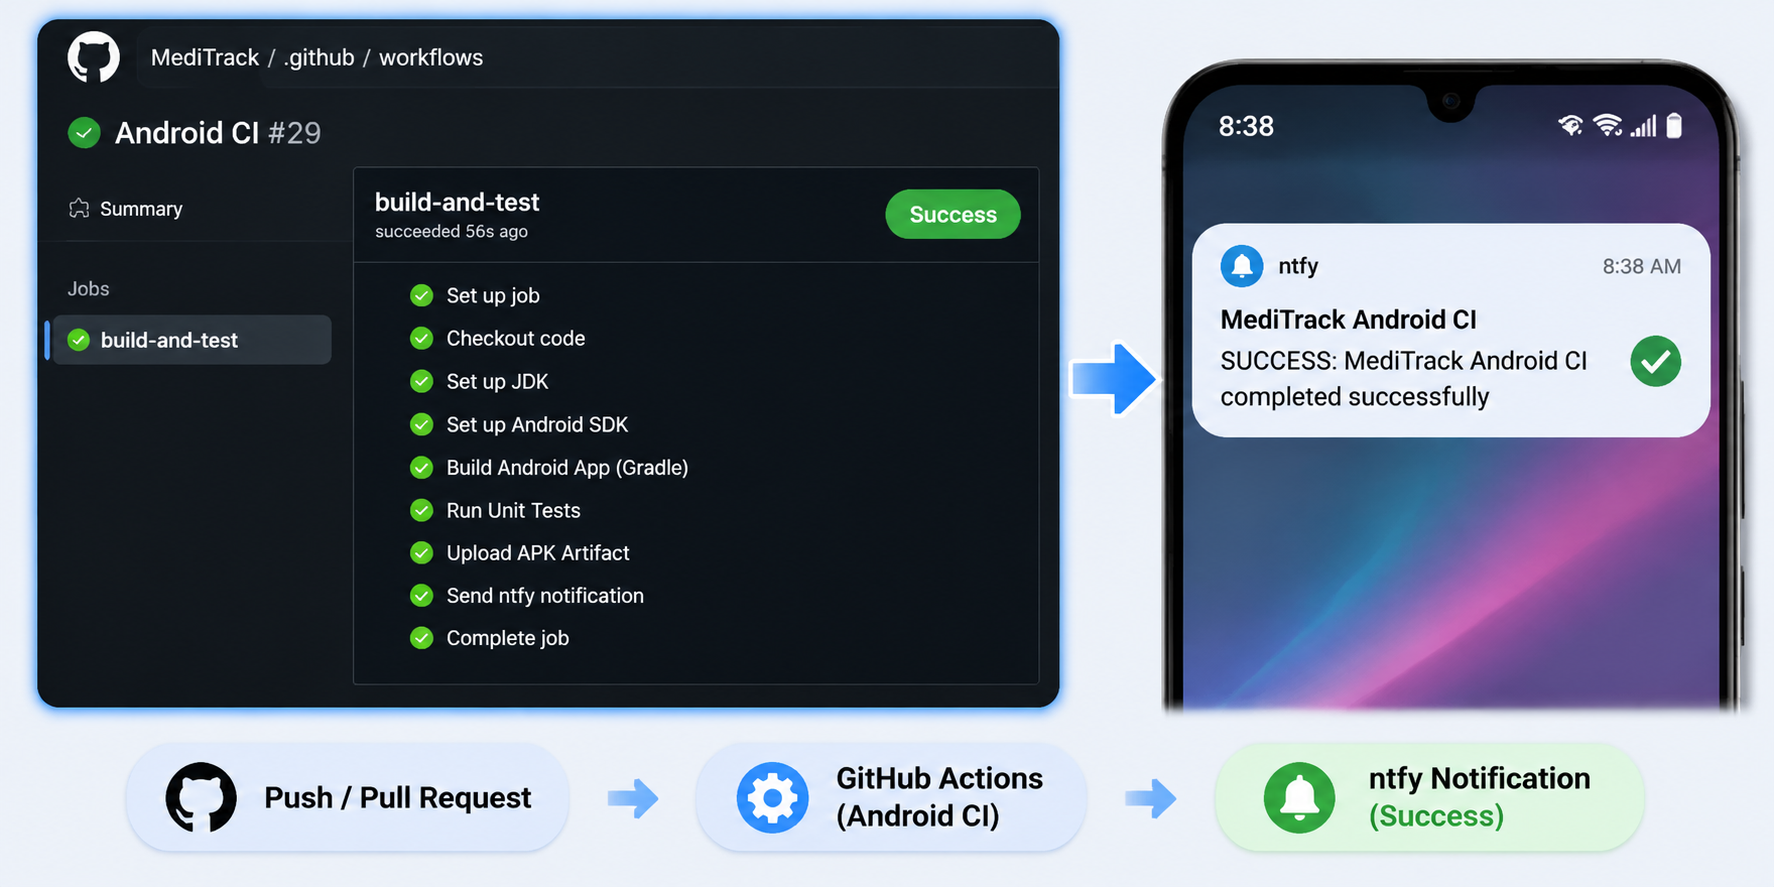 MediTrack / .github / workflows
Android CI #29
Summary
Jobs
build-and-test
build-and-test
succeeded 56s ago
Success
Set up job
Checkout code
Set up JDK
Set up Android SDK
Build Android App (Gradle)
Run Unit Tests
Upload APK Artifact
Send ntfy notification
Complete job
8:38
ntfy
8:38 AM
MediTrack Android CI
SUCCESS: MediTrack Android CI
completed successfully
Push / Pull Request
GitHub Actions
(Android CI)
ntfy Notification
(Success)